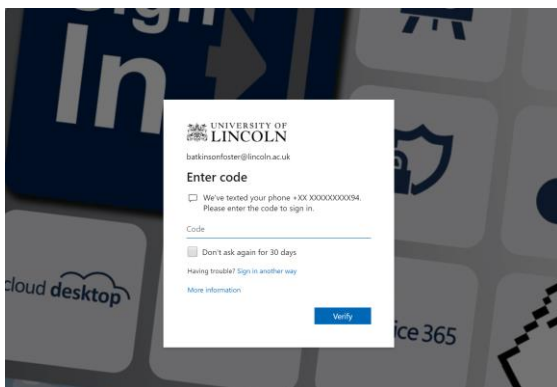 Sign
In
UNIVERSITY OF
LINCOLN
batkinsonfoster@lincoln.ac.uk
Enter code
We've texted your phone +XX XXXXXXXXX94.
Please enter the code to sign in.
Code
Don't ask again for 30 days
Having trouble? Sign in another way
More information
Verify
cloud desktop
ice 365